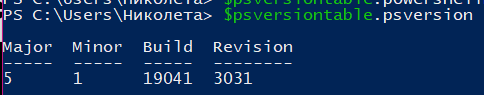 PS C:\Users\Николета> $psversiontable.powershell
PS C:\Users\Николета> $psversiontable.psversion
Major Minor Build Revision
----- ----- ----- --------
5 1 19041 3031